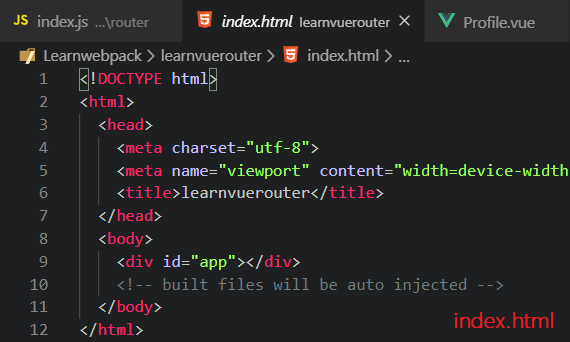 JS index.js ...\router index.html learnvuerouter × Profile.vue
Learnwebpack > learnvuerouter > index.html > ...
1 <!DOCTYPE html>
2 <html>
3 <head>
4 <meta charset="utf-8">
5 <meta name="viewport" content="width=device-width
6 <title>learnvuerouter</title>
7 </head>
8 <body>
9 <div id="app"></div>
10 <!-- built files will be auto injected -->
11 </body>
12 </html>
index.html